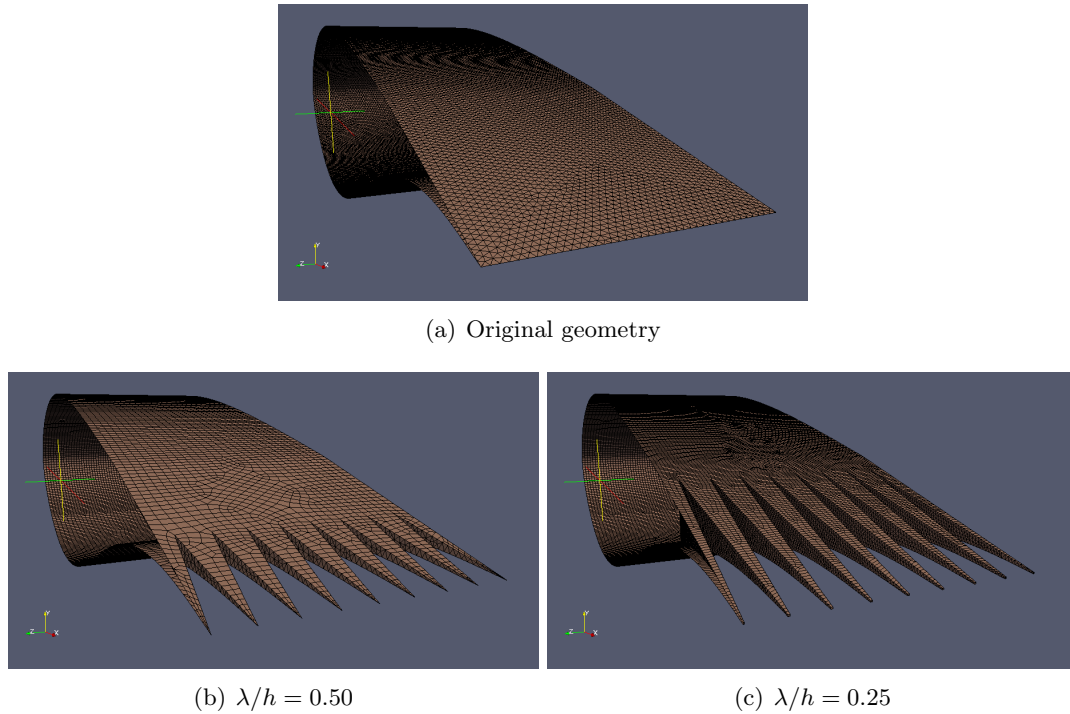 Y
Z
X
(a) Original geometry
Y
Z
X
Y
Z
X
(b) λ/h = 0.50
(c) λ/h = 0.25